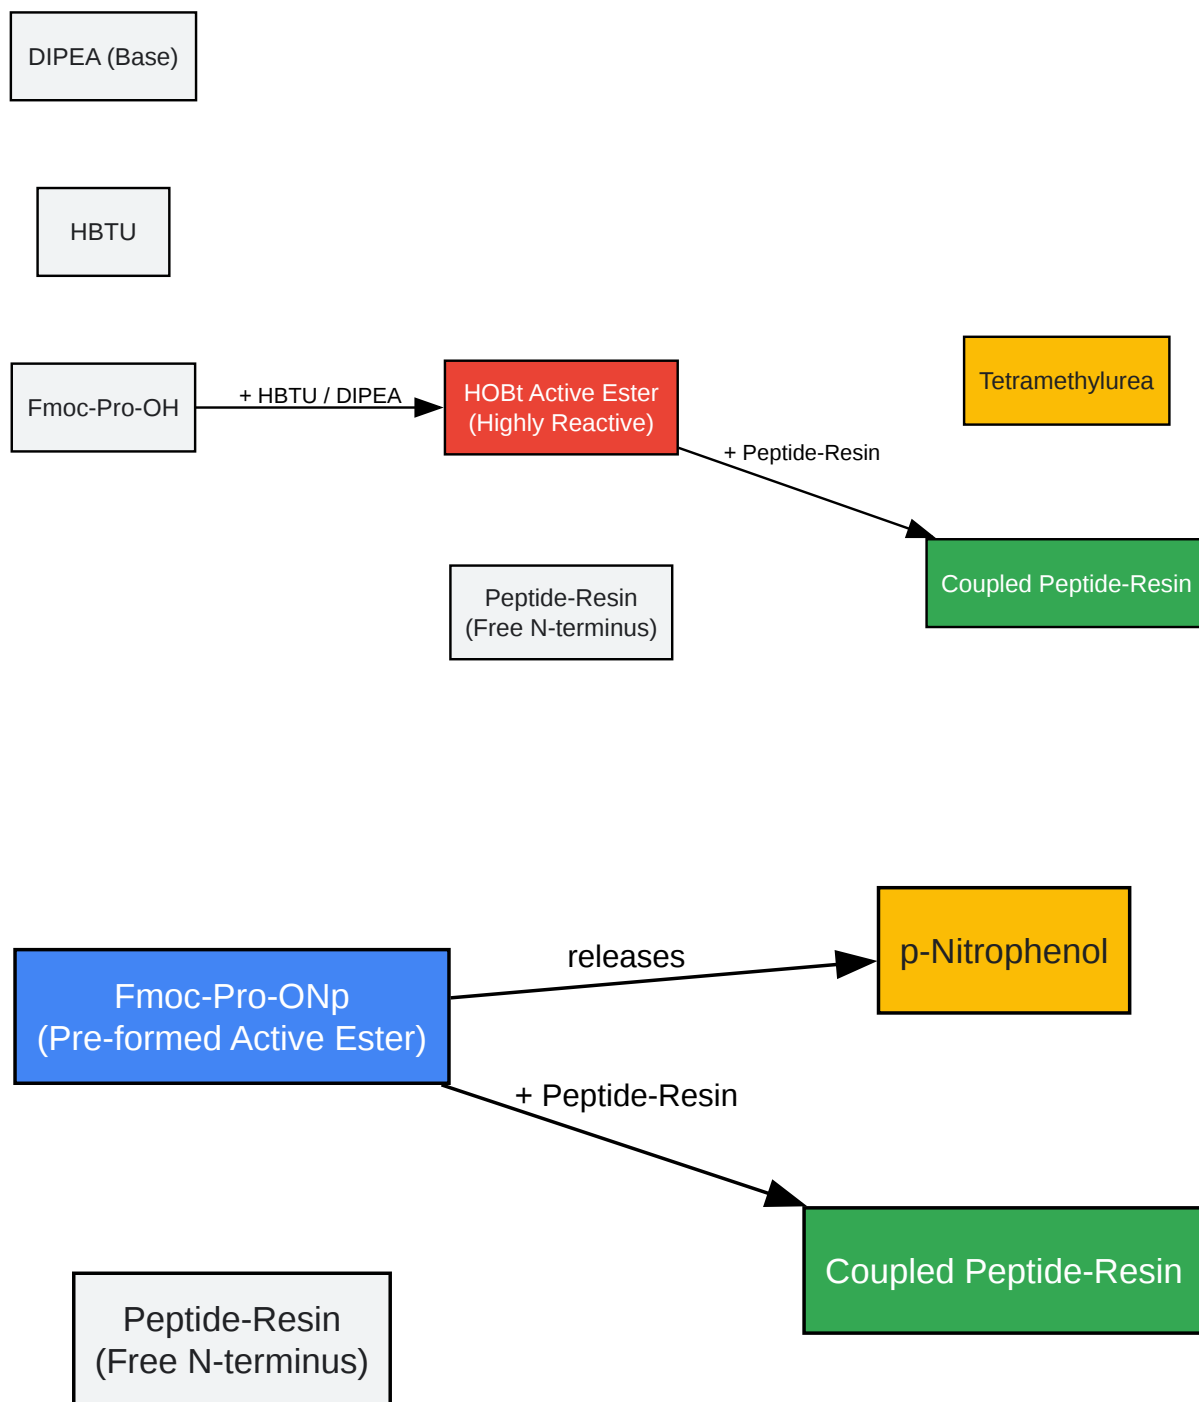 DIPEA (Base)
HBTU
Fmoc-Pro-OH
+ HBTU / DIPEA
HOBt Active Ester
(Highly Reactive)
Tetramethylurea
+ Peptide-Resin
Coupled Peptide-Resin
Peptide-Resin
(Free N-terminus)
Fmoc-Pro-ONp
(Pre-formed Active Ester)
releases
p-Nitrophenol
+ Peptide-Resin
Coupled Peptide-Resin
Peptide-Resin
(Free N-terminus)